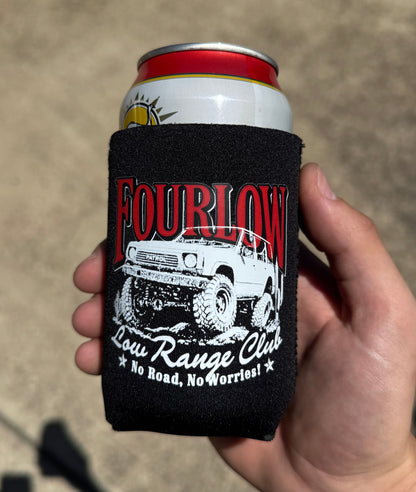 FOURLOW
PATROL
Low Range Club
★ No Road, No Worries! ★